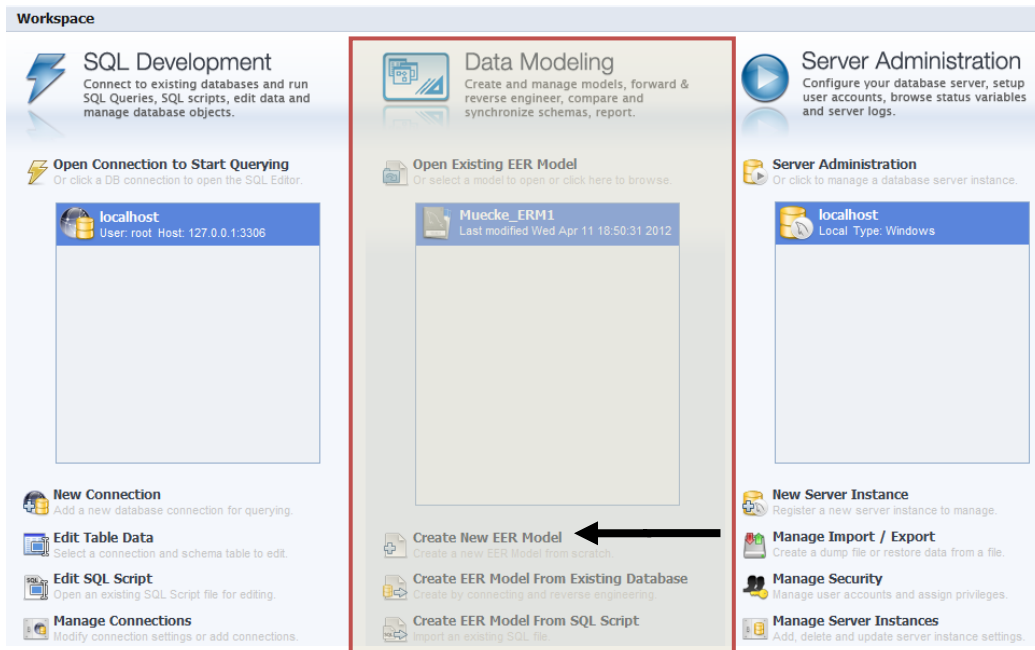 Workspace
SQL Development
Connect to existing databases and run
SQL Queries, SQL scripts, edit data and
manage database objects.
Open Connection to Start Querying
Or click a DB connection to open the SQL Editor.
localhost
User: root Host: 127.0.0.1:3306
New Connection
Add a new database connection for querying.
Edit Table Data
Select a connection and schema table to edit.
Edit SQL Script
Open an existing SQL Script file for editing.
Manage Connections
Modify connection settings or add connections.
Data Modeling
Create and manage models, forward &
reverse engineer, compare and
synchronize schemas, report.
Open Existing EER Model
Or select a model to open or click here to browse.
Muecke_ERM1
Last modified Wed Apr 11 18:50:31 2012
Create New EER Model
Create a new EER Model from scratch.
Create EER Model From Existing Database
Create by connecting and reverse engineering.
Create EER Model From SQL Script
Import an existing SQL file.
Server Administration
Configure your database server, setup
user accounts, browse status variables
and server logs.
Server Administration
Or click to manage a database server instance.
localhost
Local Type: Windows
New Server Instance
Register a new server instance to manage.
Manage Import / Export
Create a dump file or restore data from a file.
Manage Security
Manage user accounts and assign privileges.
Manage Server Instances
Add, delete and update server instance settings.